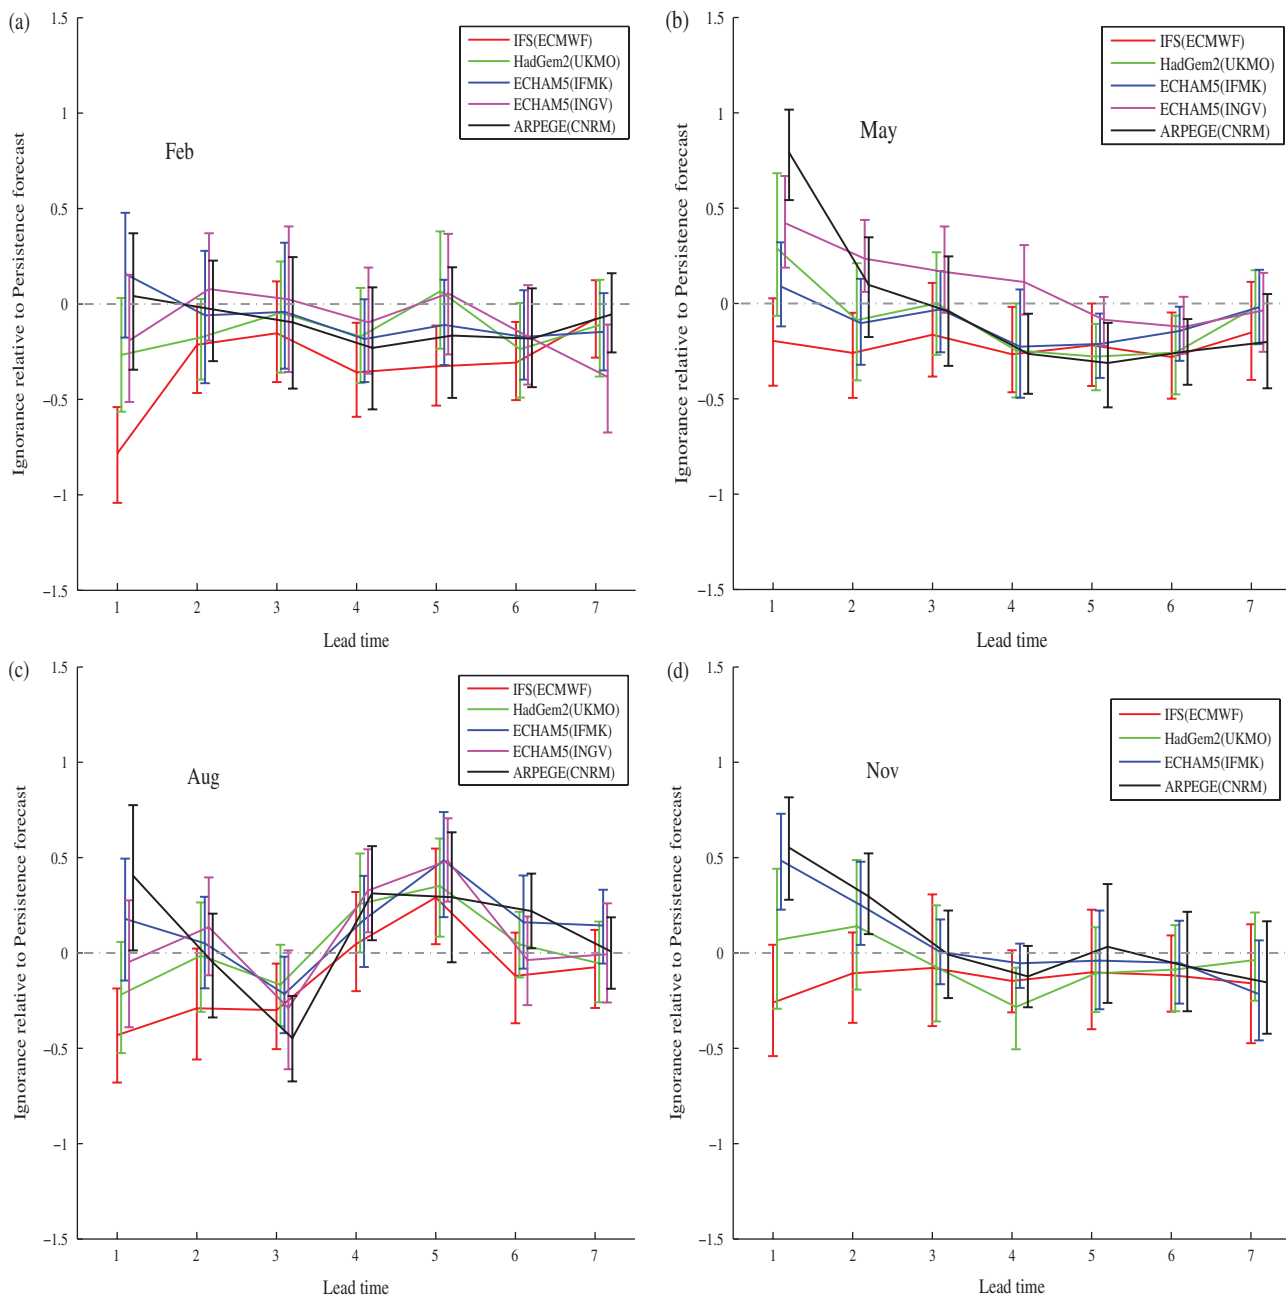 (a)
1.5
1
0.5
0
−0.5
−1
−1.5
Ignorance relative to Persistence forecast
Feb
IFS(ECMWF)
HadGem2(UKMO)
ECHAM5(IFMK)
ECHAM5(INGV)
ARPEGE(CNRM)
1 2 3 4 5 6 7
Lead time
(b)
1.5
1
0.5
0
−0.5
−1
−1.5
Ignorance relative to Persistence forecast
May
IFS(ECMWF)
HadGem2(UKMO)
ECHAM5(IFMK)
ECHAM5(INGV)
ARPEGE(CNRM)
1 2 3 4 5 6 7
Lead time
(c)
1.5
1
0.5
0
−0.5
−1
−1.5
Ignorance relative to Persistence forecast
Aug
IFS(ECMWF)
HadGem2(UKMO)
ECHAM5(IFMK)
ECHAM5(INGV)
ARPEGE(CNRM)
1 2 3 4 5 6 7
Lead time
(d)
1.5
1
0.5
0
−0.5
−1
−1.5
Ignorance relative to Persistence forecast
Nov
IFS(ECMWF)
HadGem2(UKMO)
ECHAM5(IFMK)
ARPEGE(CNRM)
1 2 3 4 5 6 7
Lead time